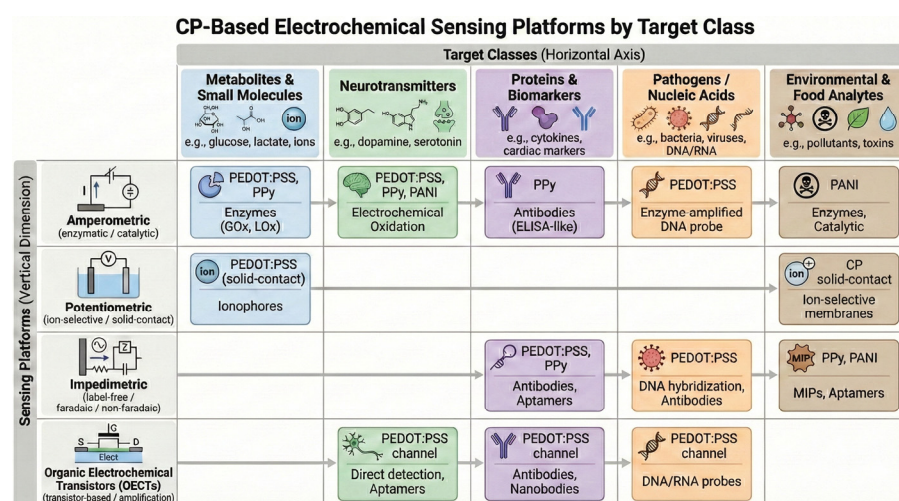 CP-Based Electrochemical Sensing Platforms by Target Class
Target Classes (Horizontal Axis)
Metabolites &
Small Molecules
ion
e.g., glucose, lactate, ions
Neurotransmitters
e.g., dopamine, serotonin
Proteins &
Biomarkers
e.g., cytokines,
cardiac markers
Pathogens /
Nucleic Acids
e.g., bacteria, viruses,
DNA/RNA
Environmental &
Food Analytes
e.g., pollutants, toxins
Sensing Platforms (Vertical Dimension)
I
Amperometric
(enzymatic / catalytic)
PEDOT:PSS,
PPy
Enzymes
(GOx, LOx)
PEDOT:PSS,
PPy, PANI
Electrochemical
Oxidation
PPy
Antibodies
(ELISA-like)
PEDOT:PSS
Enzyme-amplified
DNA probe
PANI
Enzymes,
Catalytic
V
Potentiometric
(ion-selective / solid-contact)
ion
PEDOT:PSS
(solid-contact)
Ionophores
ion+
CP
solid-contact
Ion-selective
membranes
Z
Impedimetric
(label-free /
faradaic / non-faradaic)
PEDOT:PSS,
PPy
Antibodies,
Aptamers
PEDOT:PSS
DNA hybridization,
Antibodies
MIP
PPy, PANI
MIPs, Aptamers
G
S
D
Elect
Organic Electrochemical
Transistors (OECTs)
(transistor-based / amplification)
PEDOT:PSS
channel
Direct detection,
Aptamers
PEDOT:PSS
channel
Antibodies,
Nanobodies
PEDOT:PSS
channel
DNA/RNA probes